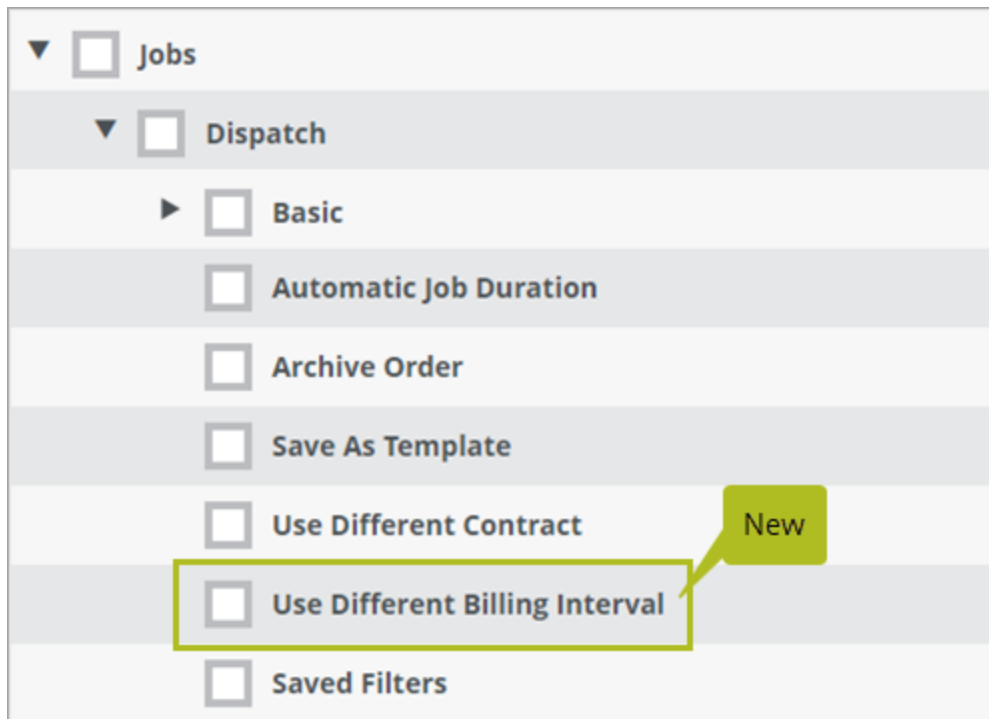 Jobs
Dispatch
Basic
Automatic Job Duration
Archive Order
Save As Template
Use Different Contract
New
Use Different Billing Interval
Saved Filters